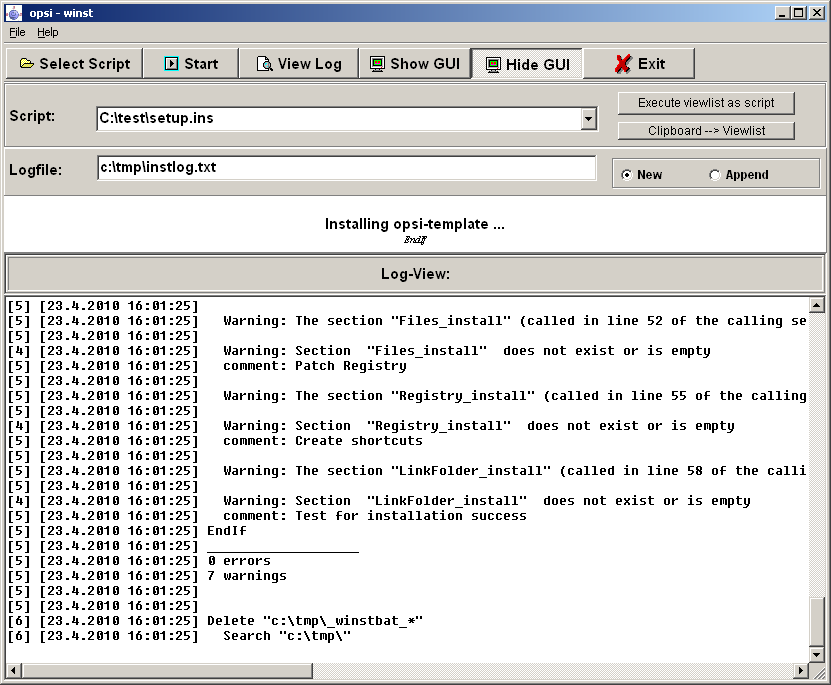 opsi - winst
File Help
Select Script Start View Log Show GUI Hide GUI Exit
Script: C:\test\setup.ins
Execute viewlist as script
Clipboard --> Viewlist
Logfile: c:\tmp\instlog.txt New Append
Installing opsi-template ...
EndIf
Log-View:
[5] [23.4.2010 16:01:25]
[5] [23.4.2010 16:01:25] Warning: The section "Files_install" (called in line 52 of the calling se
[5] [23.4.2010 16:01:25]
[4] [23.4.2010 16:01:25] Warning: Section "Files_install" does not exist or is empty
[5] [23.4.2010 16:01:25] comment: Patch Registry
[5] [23.4.2010 16:01:25]
[5] [23.4.2010 16:01:25] Warning: The section "Registry_install" (called in line 55 of the calling
[5] [23.4.2010 16:01:25]
[4] [23.4.2010 16:01:25] Warning: Section "Registry_install" does not exist or is empty
[5] [23.4.2010 16:01:25] comment: Create shortcuts
[5] [23.4.2010 16:01:25]
[5] [23.4.2010 16:01:25] Warning: The section "LinkFolder_install" (called in line 58 of the calli
[5] [23.4.2010 16:01:25]
[4] [23.4.2010 16:01:25] Warning: Section "LinkFolder_install" does not exist or is empty
[5] [23.4.2010 16:01:25] comment: Test for installation success
[5] [23.4.2010 16:01:25] EndIf
[5] [23.4.2010 16:01:25] ___________________
[5] [23.4.2010 16:01:25] 0 errors
[5] [23.4.2010 16:01:25] 7 warnings
[5] [23.4.2010 16:01:25]
[5] [23.4.2010 16:01:25]
[6] [23.4.2010 16:01:25] Delete "c:\tmp\_winstbat_*"
[6] [23.4.2010 16:01:25] Search "c:\tmp\"